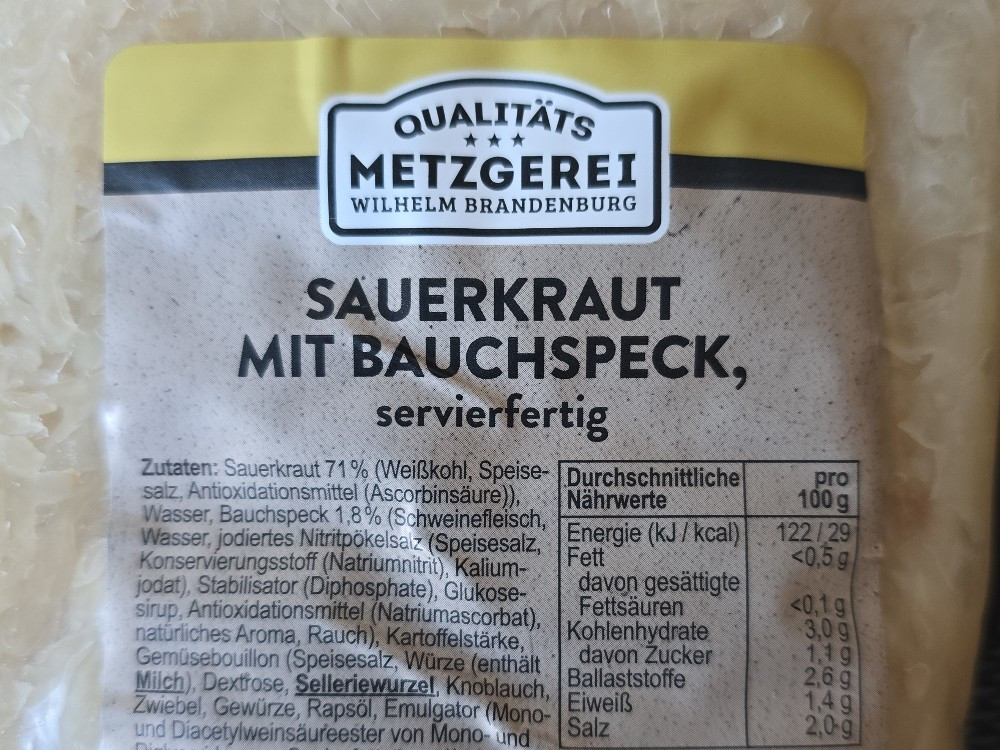 QUALITÄTS
METZGEREI
WILHELM BRANDENBURG
SAUERKRAUT
MIT BAUCHSPECK,
servierfertig
Zutaten: Sauerkraut 71% (Weißkohl, Speise-
salz, Antioxidationsmittel (Ascorbinsäure)),
Wasser, Bauchspeck 1,8% (Schweinefleisch,
Wasser, jodiertes Nitritpökelsalz (Speisesalz,
Konservierungsstoff (Natriumnitrit), Kalium-
jodat), Stabilisator (Diphosphate), Glukose-
sirup, Antioxidationsmittel (Natriumascorbat),
natürliches Aroma, Rauch), Kartoffelstärke,
Gemüsebouillon (Speisesalz, Würze (enthält
Milch), Dextrose, Selleriewurzel, Knoblauch,
Zwiebel, Gewürze, Rapsöl, Emulgator (Mono-
und Diacetylweinsäureester von Mono- und
Durchschnittliche pro
Nährwerte 100 g
Energie (kJ / kcal) 122 / 29
Fett <0,5 g
davon gesättigte
Fettsäuren <0,1 g
Kohlenhydrate 3,0 g
davon Zucker 1,1 g
Ballaststoffe 2,6 g
Eiweiß 1,4 g
Salz 2,0 g